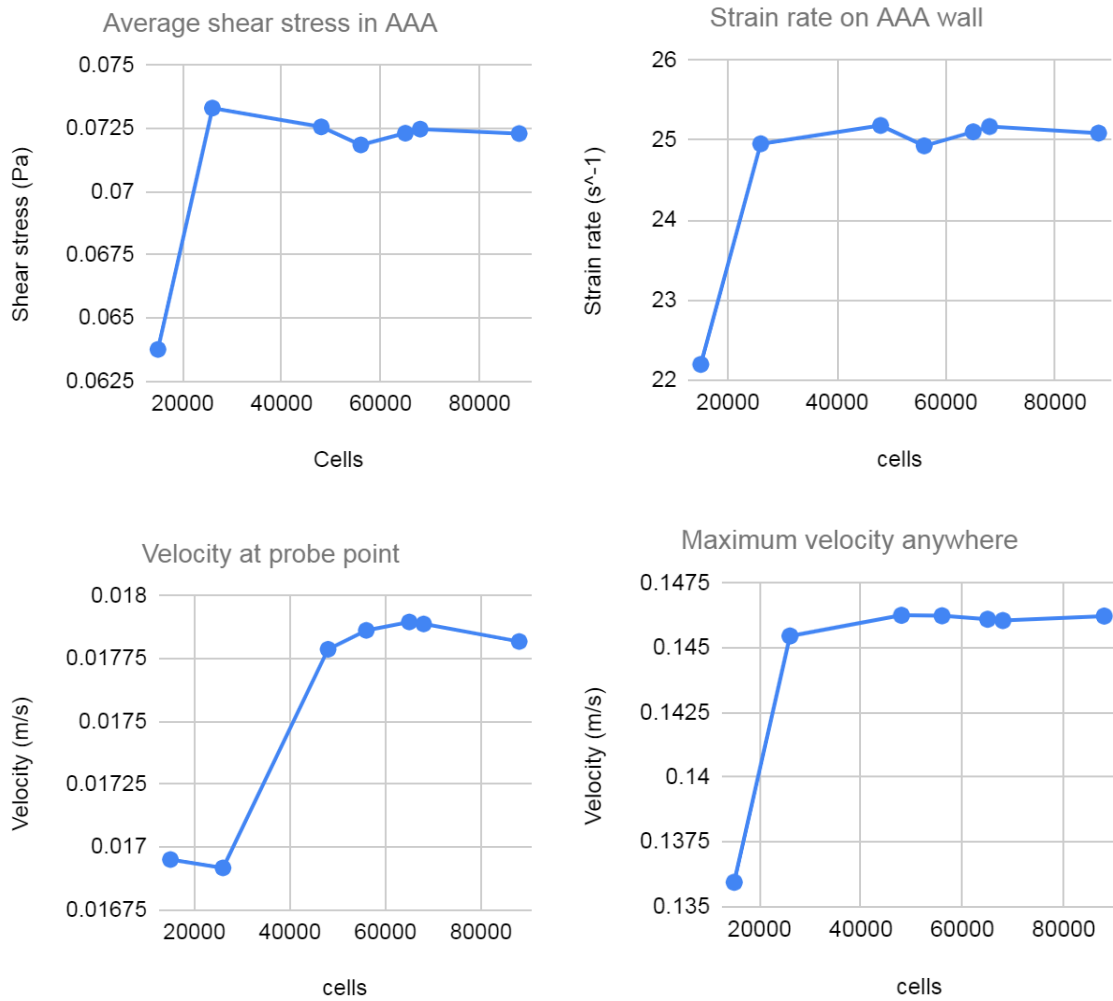 Average shear stress in AAA
Shear stress (Pa)
0.075
0.0725
0.07
0.0675
0.065
0.0625
20000 40000 60000 80000
Cells
Strain rate on AAA wall
Strain rate (s^-1)
26
25
24
23
22
20000 40000 60000 80000
cells
Velocity at probe point
Velocity (m/s)
0.018
0.01775
0.0175
0.01725
0.017
0.01675
20000 40000 60000 80000
cells
Maximum velocity anywhere
Velocity (m/s)
0.1475
0.145
0.1425
0.14
0.1375
0.135
20000 40000 60000 80000
cells